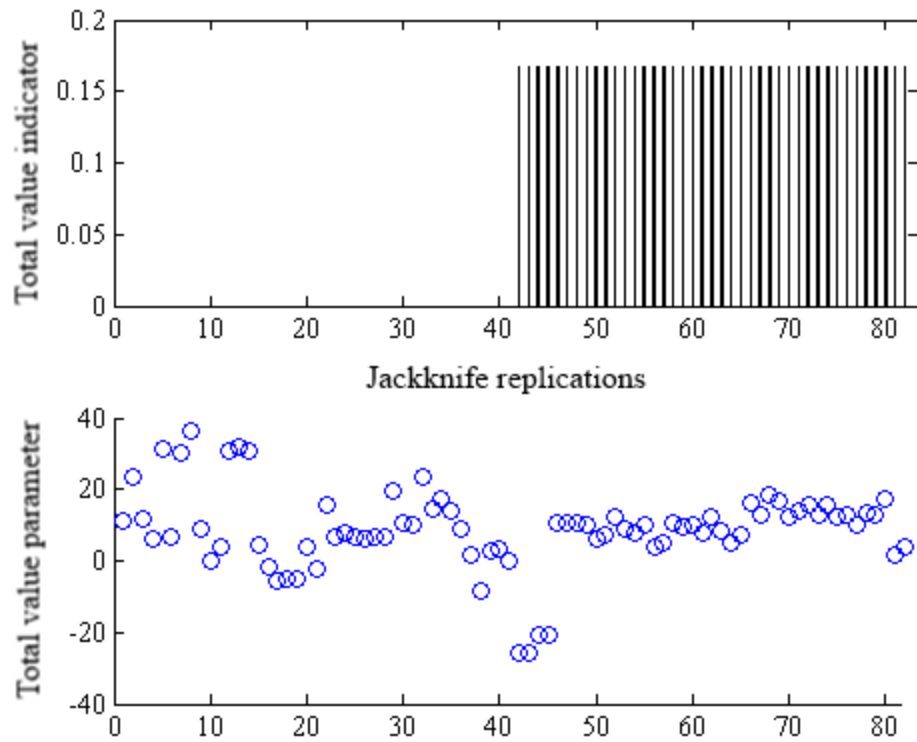 Total value indicator
0.2
0.15
0.1
0.05
0
0 10 20 30 40 50 60 70 80
Jackknife replications
Total value parameter
40
20
0
-20
-40
0 10 20 30 40 50 60 70 80